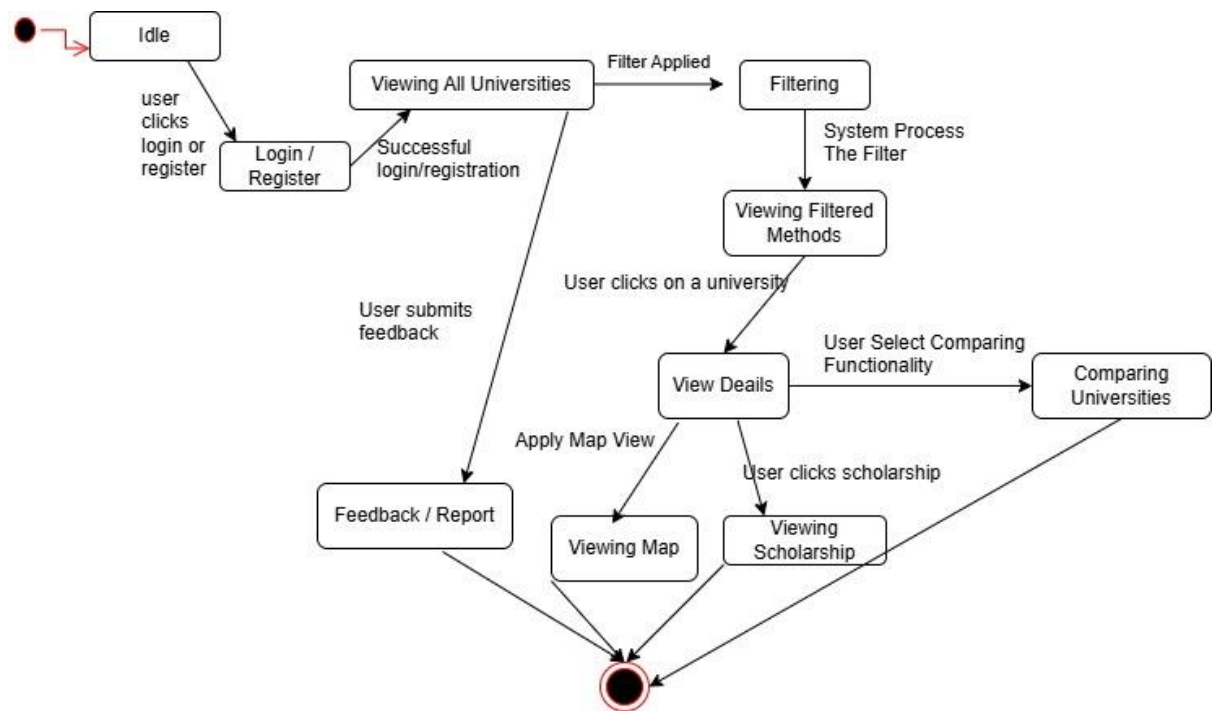 Idle
Viewing All Universities
Filter Applied
Filtering
user
clicks
login or
register
Login /
Register
Successful
login/registration
System Process
The Filter
Viewing Filtered
Methods
User clicks on a university
User submits
feedback
View Deails
User Select Comparing
Functionality
Comparing
Universities
Apply Map View
User clicks scholarship
Feedback / Report
Viewing Map
Viewing
Scholarship